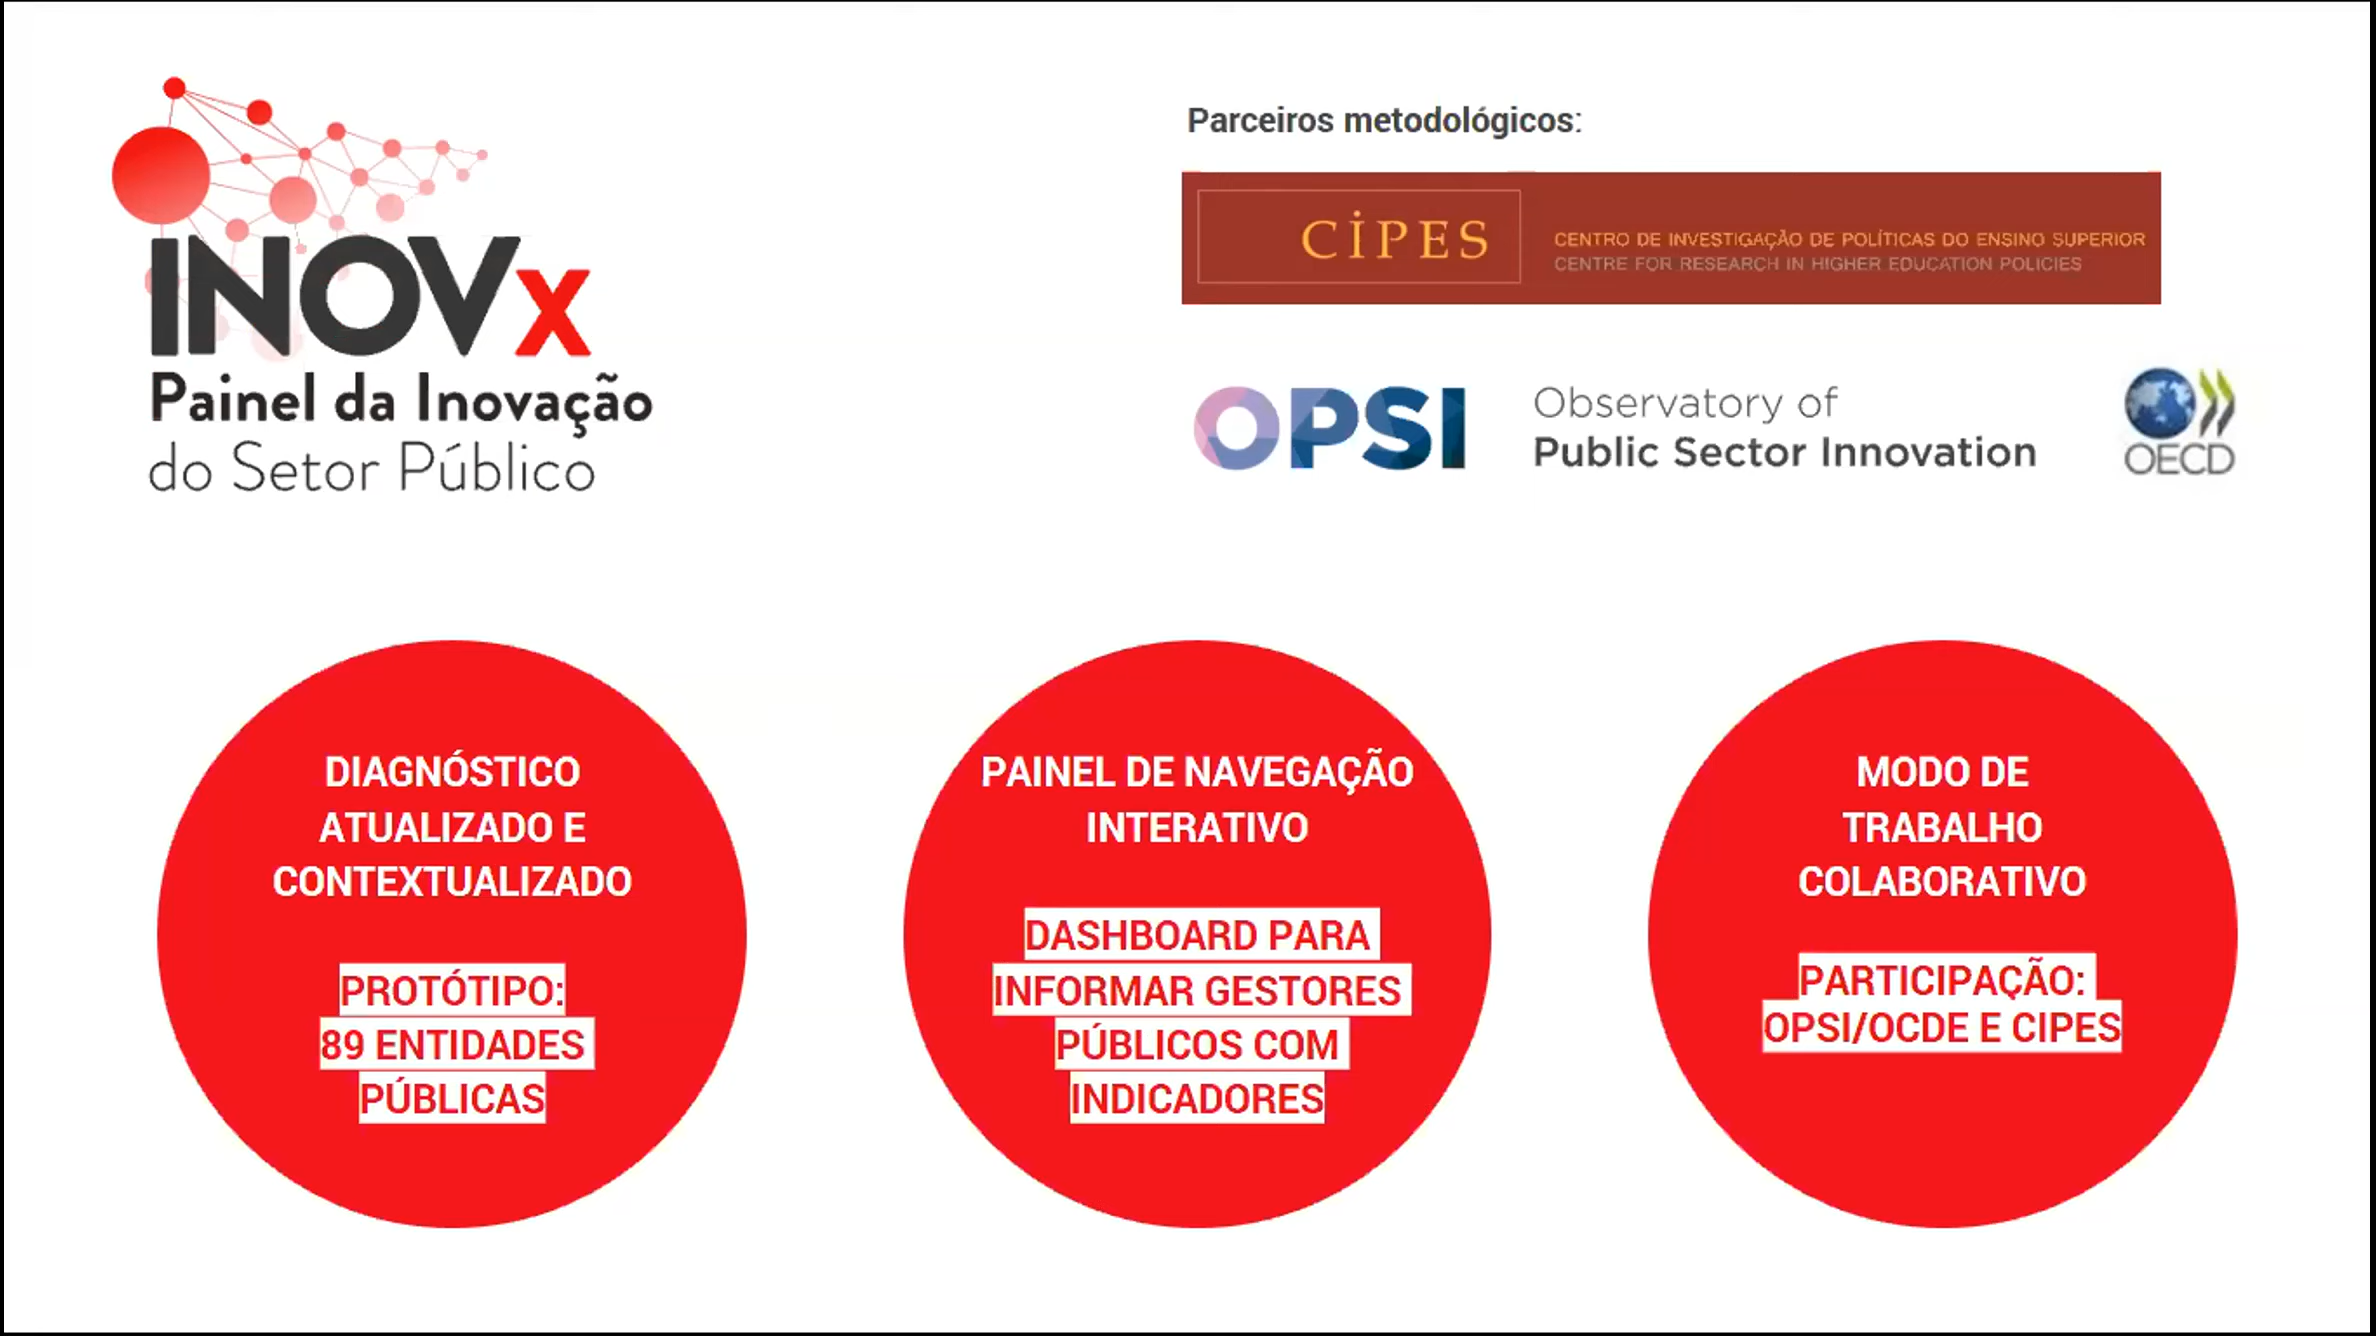 INOVx
Painel da Inovação
do Setor Público
Parceiros metodológicos:
CİPES
CENTRO DE INVESTIGAÇÃO DE POLÍTICAS DO ENSINO SUPERIOR
CENTRE FOR RESEARCH IN HIGHER EDUCATION POLICIES
OPSI
Observatory of
Public Sector Innovation
OECD
DIAGNÓSTICO
ATUALIZADO E
CONTEXTUALIZADO
PROTÓTIPO:
89 ENTIDADES
PÚBLICAS
PAINEL DE NAVEGAÇÃO
INTERATIVO
DASHBOARD PARA
INFORMAR GESTORES
PÚBLICOS COM
INDICADORES
MODO DE
TRABALHO
COLABORATIVO
PARTICIPAÇÃO:
OPSI/OCDE E CIPES